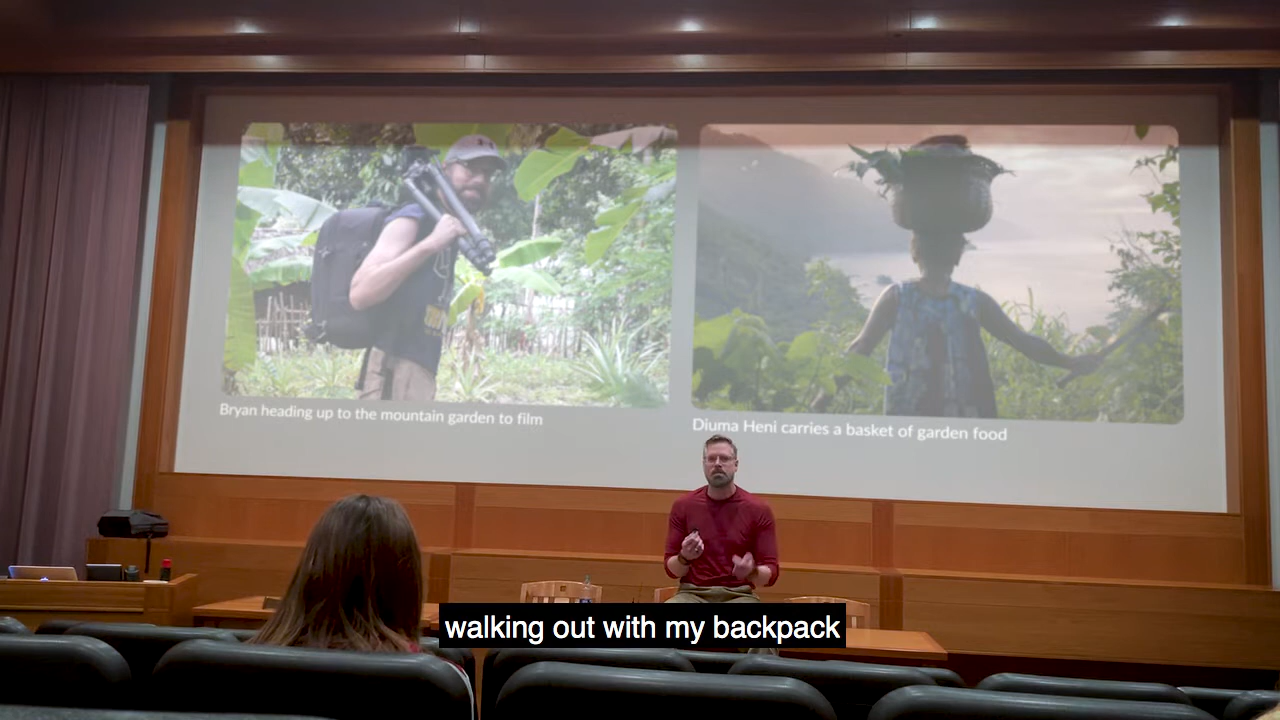 Bryan heading up to the mountain garden to film
Diuma Heni carries a basket of garden food
walking out with my backpack